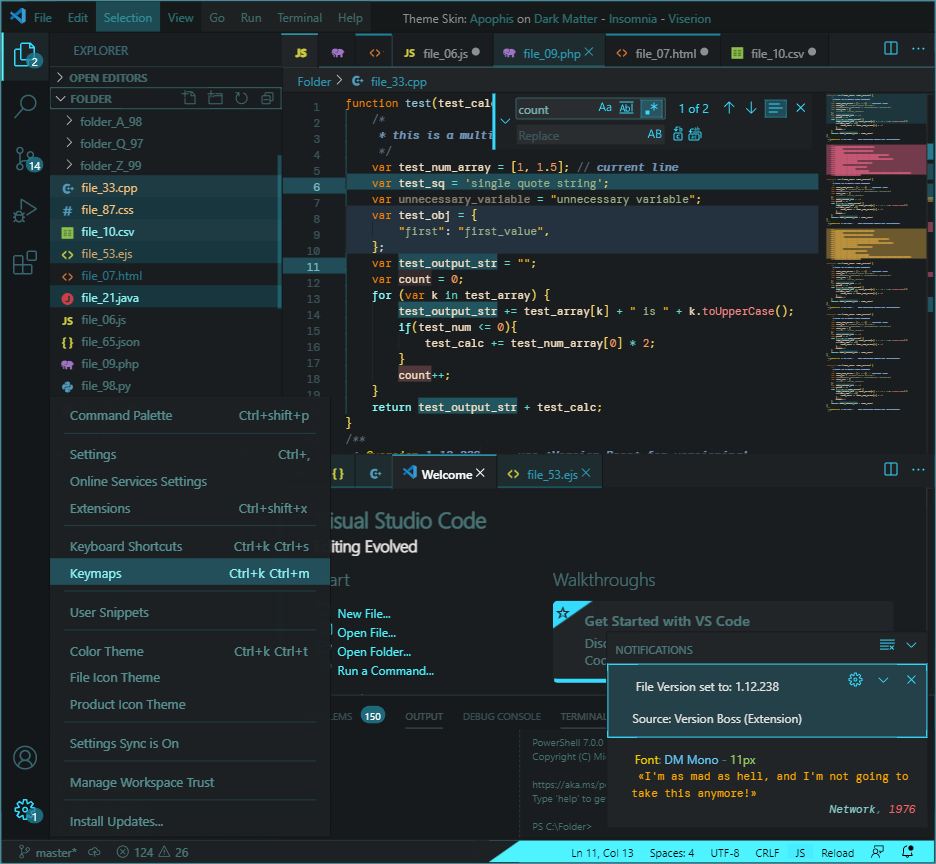 File Edit Selection View Go Run Terminal Help
Theme Skin: Apophis on Dark Matter - Insomnia - Viserion
2
EXPLORER
OPEN EDITORS
FOLDER
folder_A_98
folder_Q_97
folder_Z_99
14
file_33.cpp
file_87.css
file_10.csv
file_53.ejs
file_07.html
file_21.java
file_06.js
file_65.json
file_09.php
file_98.py
JS file_06.js file_09.php file_07.html file_10.csv
Folder > file_33.cpp
count Aa Abl .* 1 of 2
Replace AB
1 function test(test_calc
2 /*
3 * this is a multi
4 */
5 var test_num_array = [1, 1.5]; // current line
6 var test_sq = 'single quote string';
7 var unnecessary_variable = "unnecessary variable";
8 var test_obj = {
9 "first": "first_value",
10 };
11 var test_output_str = "";
12 var count = 0;
13 for (var k in test_array) {
14 test_output_str += test_array[k] + " is " + k.toUpperCase();
15 if(test_num <= 0){
16 test_calc += test_num_array[0] * 2;
17 }
18 count++;
19 }
return test_output_str + test_calc;
}
/**
Command Palette Ctrl+shift+p
Settings Ctrl+,
Online Services Settings
Extensions Ctrl+shift+x
Keyboard Shortcuts Ctrl+k Ctrl+s
Keymaps Ctrl+k Ctrl+m
User Snippets
Color Theme Ctrl+k Ctrl+t
File Icon Theme
Product Icon Theme
Settings Sync is On
Manage Workspace Trust
Install Updates...
1
{} Welcome file_53.ejs
isual Studio Code
iting Evolved
art
New File...
Open File...
Open Folder...
Run a Command...
Walkthroughs
Get Started with VS Code
Disc
Coc
LEMS 150 OUTPUT DEBUG CONSOLE TERMINAL
PowerShell 7.0.0
Copyright (C) Mi
https://aka.ms/p
Type 'help' to ge
PS C:\Folder>
NOTIFICATIONS
File Version set to: 1.12.238
Source: Version Boss (Extension)
Font: DM Mono - 11px
«I'm as mad as hell, and I'm not going to
take this anymore!»
Network, 1976
master* 124 26 Ln 11, Col 13 Spaces: 4 UTF-8 CRLF JS Reload